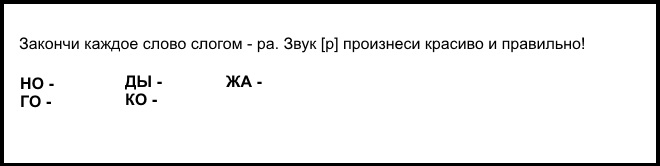 Закончи каждое слово слогом - ра. Звук [р] произнеси красиво и правильно!
НО - ДЫ - ЖА -
ГО - КО -